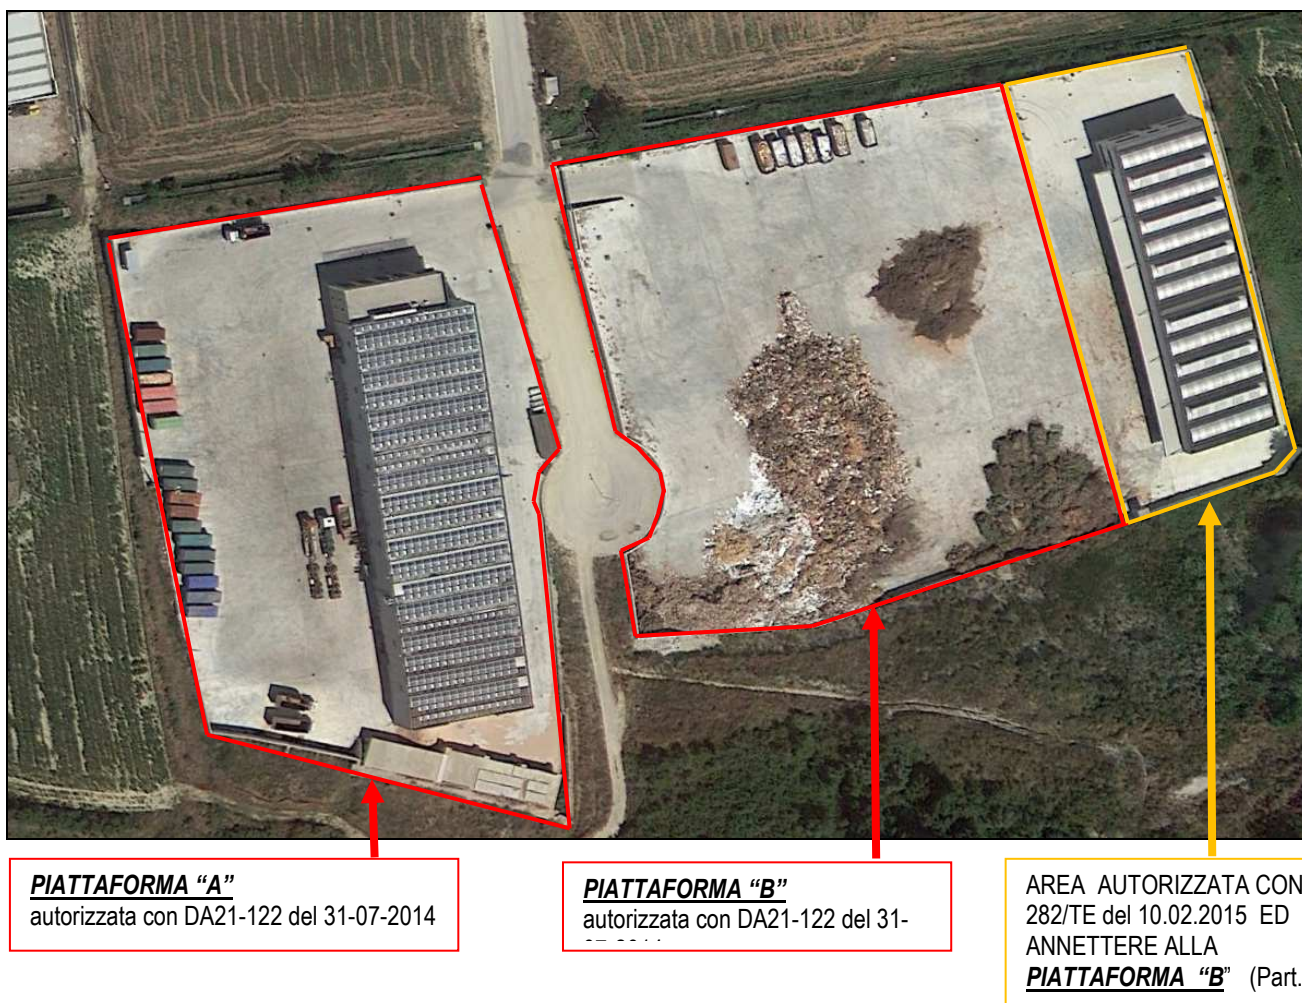 PIATTAFORMA “A”
autorizzata con DA21-122 del 31-07-2014
PIATTAFORMA “B”
autorizzata con DA21-122 del 31-
AREA AUTORIZZATA CON
282/TE del 10.02.2015 ED
ANNETTERE ALLA
PIATTAFORMA “B” (Part.